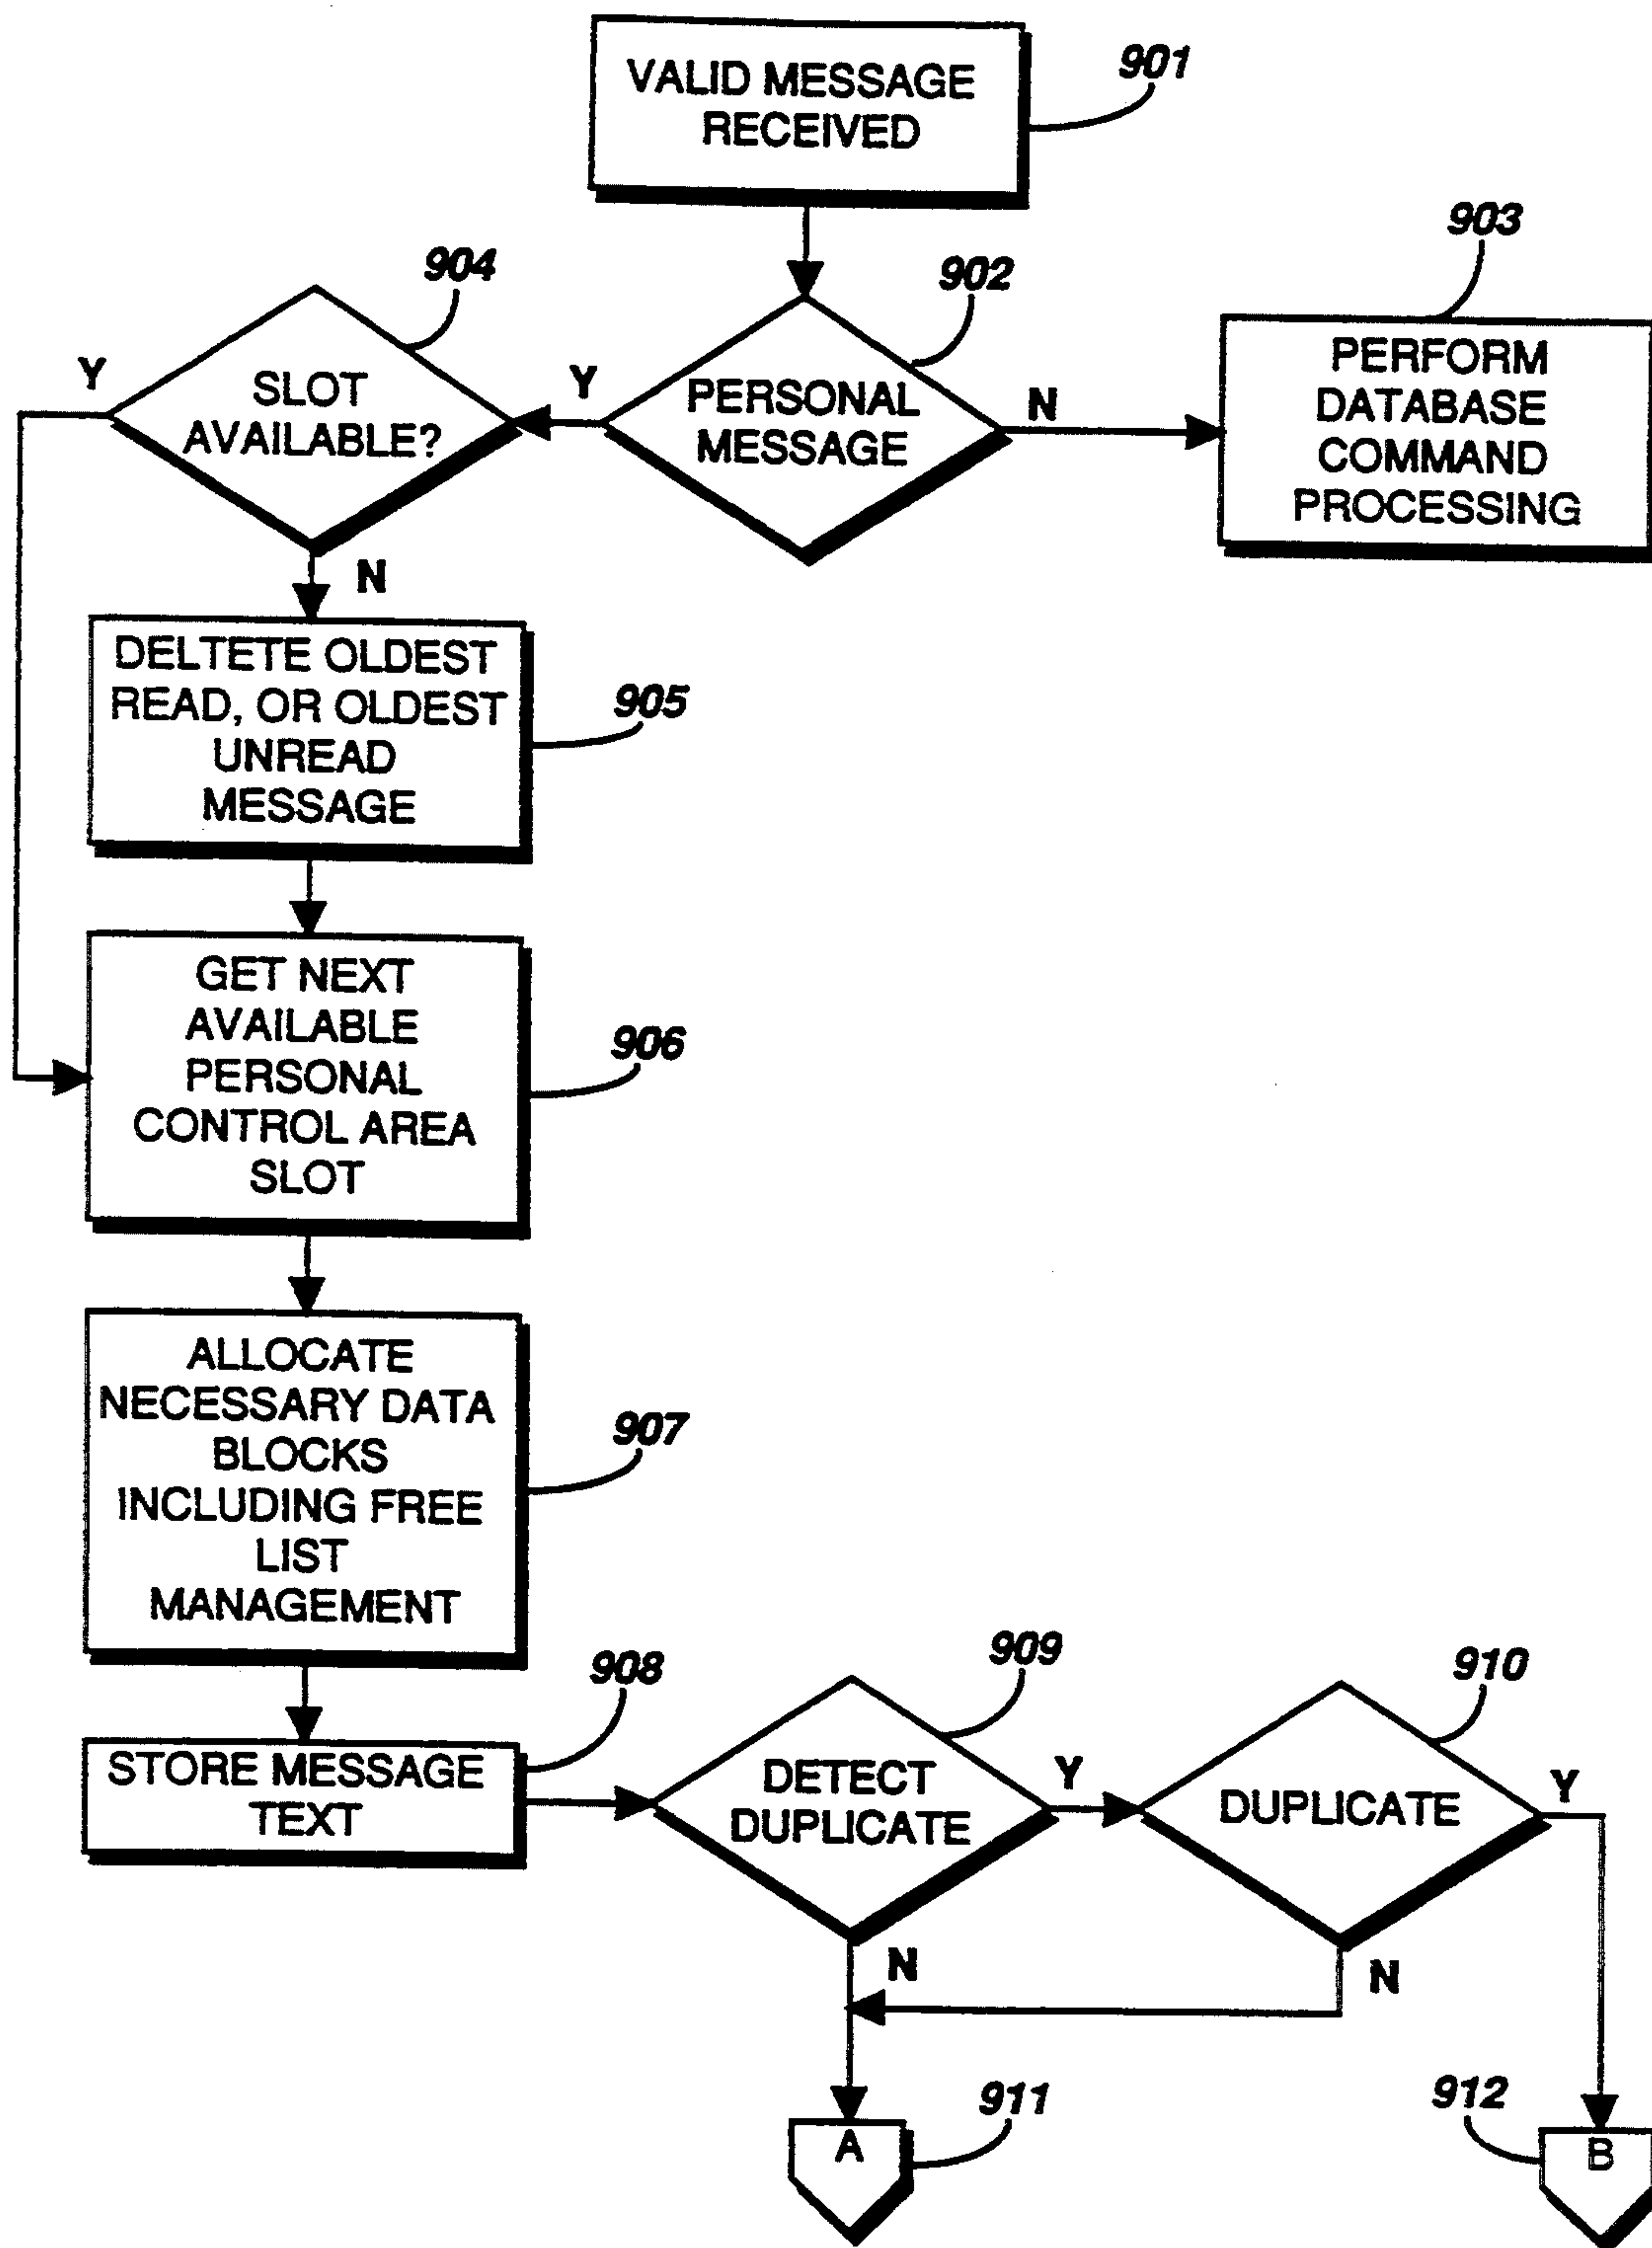 VALID MESSAGE
RECEIVED
901
902
903
904
PERSONAL
MESSAGE
Y
N
PERFORM
DATABASE
COMMAND
PROCESSING
SLOT
AVAILABLE?
Y
N
DELTETE OLDEST
READ, OR OLDEST
UNREAD
MESSAGE
905
GET NEXT
AVAILABLE
PERSONAL
CONTROL AREA
SLOT
906
ALLOCATE
NECESSARY DATA
BLOCKS
INCLUDING FREE
LIST
MANAGEMENT
907
STORE MESSAGE
TEXT
908
DETECT
DUPLICATE
909
Y
N
DUPLICATE
910
Y
N
A
911
B
912